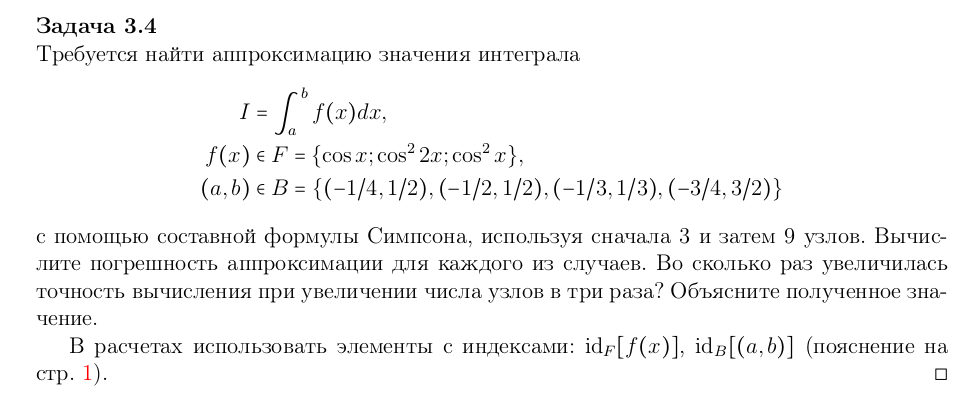 Задача 3.4
Требуется найти аппроксимацию значения интеграла
I = ∫_a^b f(x)dx,
f(x) ∈ F = {cos x; cos² 2x; cos² x},
(a, b) ∈ B = {(−1/4, 1/2), (−1/2, 1/2), (−1/3, 1/3), (−3/4, 3/2)}
с помощью составной формулы Симпсона, используя сначала 3 и затем 9 узлов. Вычис-
лите погрешность аппроксимации для каждого из случаев. Во сколько раз увеличилась
точность вычисления при увеличении числа узлов в три раза? Объясните полученное зна-
чение.
В расчетах использовать элементы с индексами: id_F[f(x)], id_B[(a, b)] (пояснение на
стр. 1). □